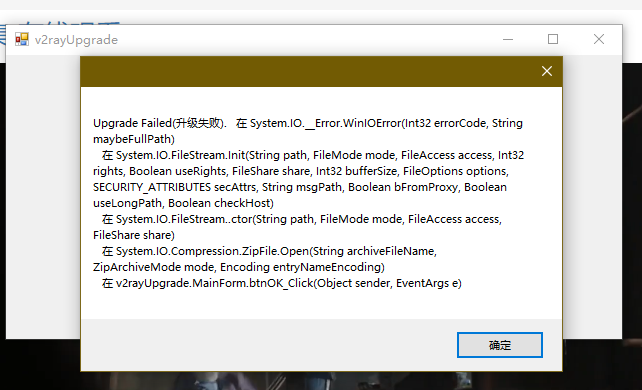 v2rayUpgrade
Upgrade Failed(升级失败). 在 System.IO.__Error.WinIOError(Int32 errorCode, String
maybeFullPath)
在 System.IO.FileStream.Init(String path, FileMode mode, FileAccess access, Int32
rights, Boolean useRights, FileShare share, Int32 bufferSize, FileOptions options,
SECURITY_ATTRIBUTES secAttrs, String msgPath, Boolean bFromProxy, Boolean
useLongPath, Boolean checkHost)
在 System.IO.FileStream..ctor(String path, FileMode mode, FileAccess access,
FileShare share)
在 System.IO.Compression.ZipFile.Open(String archiveFileName,
ZipArchiveMode mode, Encoding entryNameEncoding)
在 v2rayUpgrade.MainForm.btnOK_Click(Object sender, EventArgs e)
确定